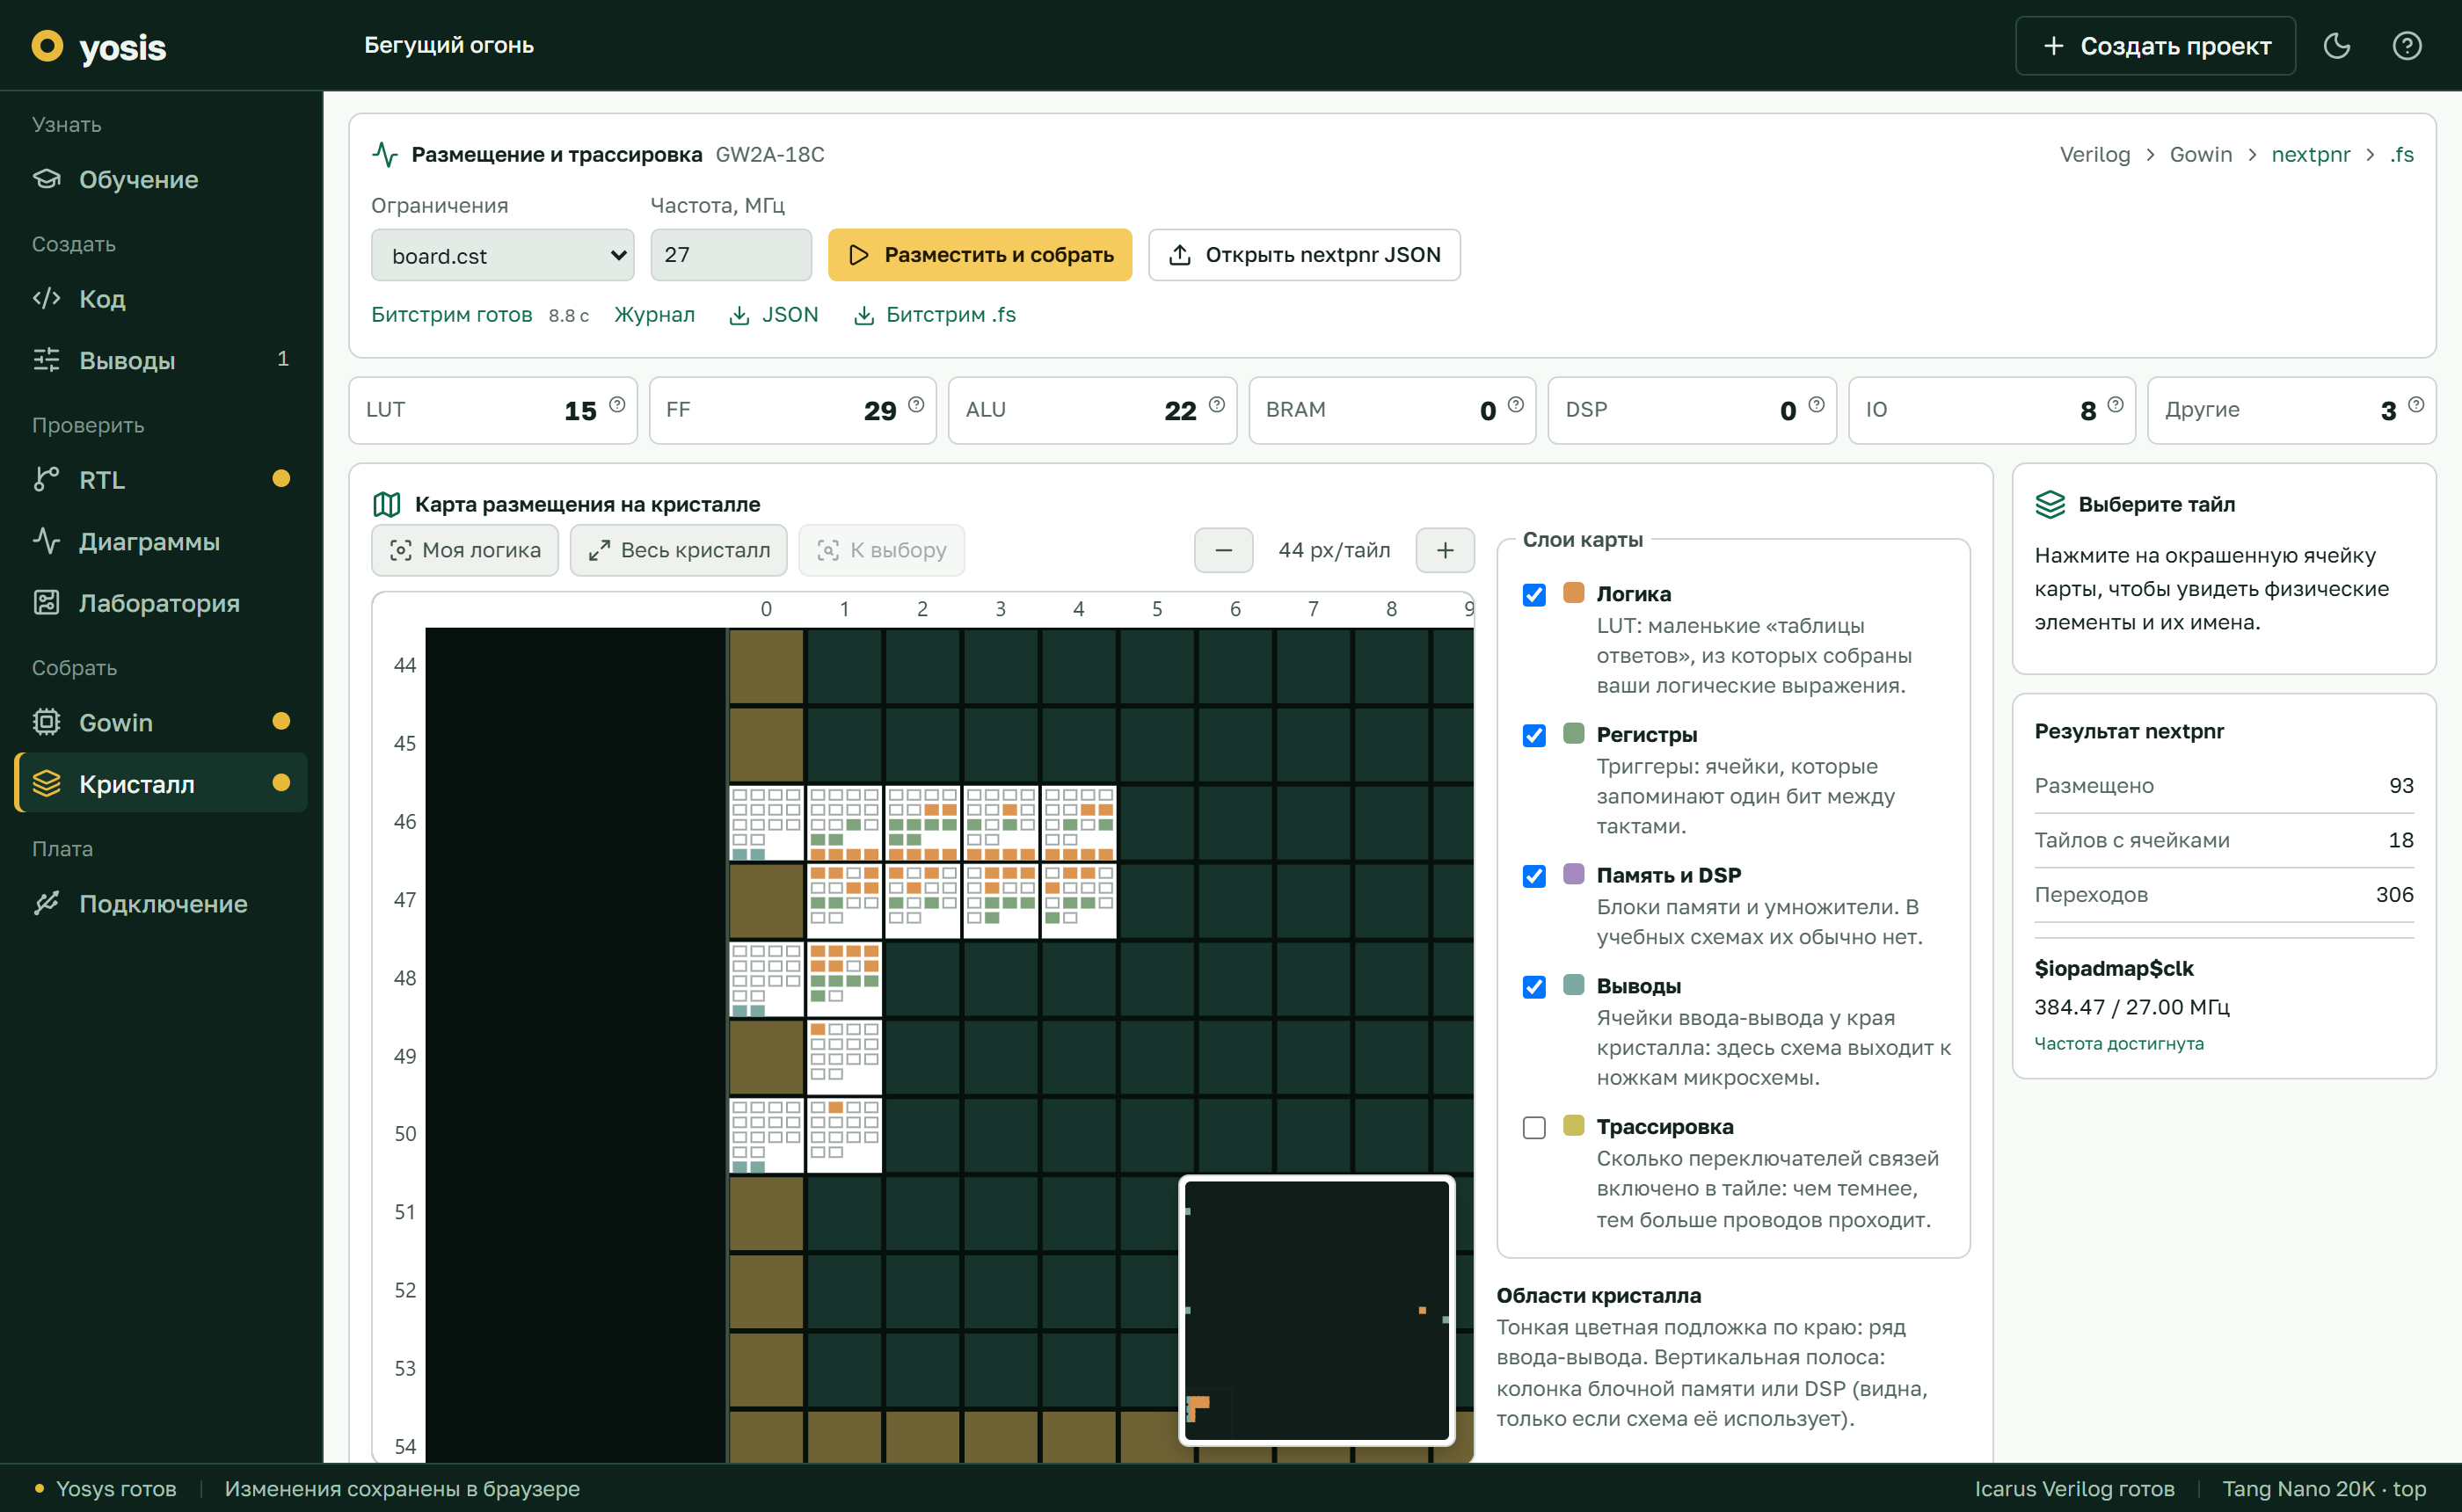 yosis
Бегущий огонь
Создать проект
Узнать
Обучение
Создать
Код
Выводы 1
Проверить
RTL
Диаграммы
Лаборатория
Собрать
Gowin
Кристалл
Плата
Подключение
Размещение и трассировка GW2A-18C
Verilog > Gowin > nextpnr > .fs
Ограничения Частота, МГц
board.cst 27 Разместить и собрать Открыть nextpnr JSON
Битстрим готов 8.8 с Журнал JSON Битстрим .fs
LUT 15
FF 29
ALU 22
BRAM 0
DSP 0
IO 8
Другие 3
Карта размещения на кристалле
Моя логика Весь кристалл К выбору − 44 px/тайл +
0 1 2 3 4 5 6 7 8 9
44
45
46
47
48
49
50
51
52
53
54
Слои карты
Логика
LUT: маленькие «таблицы
ответов», из которых собраны
ваши логические выражения.
Регистры
Триггеры: ячейки, которые
запоминают один бит между
тактами.
Память и DSP
Блоки памяти и умножители. В
учебных схемах их обычно нет.
Выводы
Ячейки ввода-вывода у края
кристалла: здесь схема выходит к
ножкам микросхемы.
Трассировка
Сколько переключателей связей
включено в тайле: чем темнее,
тем больше проводов проходит.
Области кристалла
Тонкая цветная подложка по краю: ряд
ввода-вывода. Вертикальная полоса:
колонка блочной памяти или DSP (видна,
только если схема её использует).
Выберите тайл
Нажмите на окрашенную ячейку
карты, чтобы увидеть физические
элементы и их имена.
Результат nextpnr
Размещено 93
Тайлов с ячейками 18
Переходов 306
$iopadmap$clk
384.47 / 27.00 МГц
Частота достигнута
Yosys готов
Изменения сохранены в браузере
Icarus Verilog готов
Tang Nano 20K · top